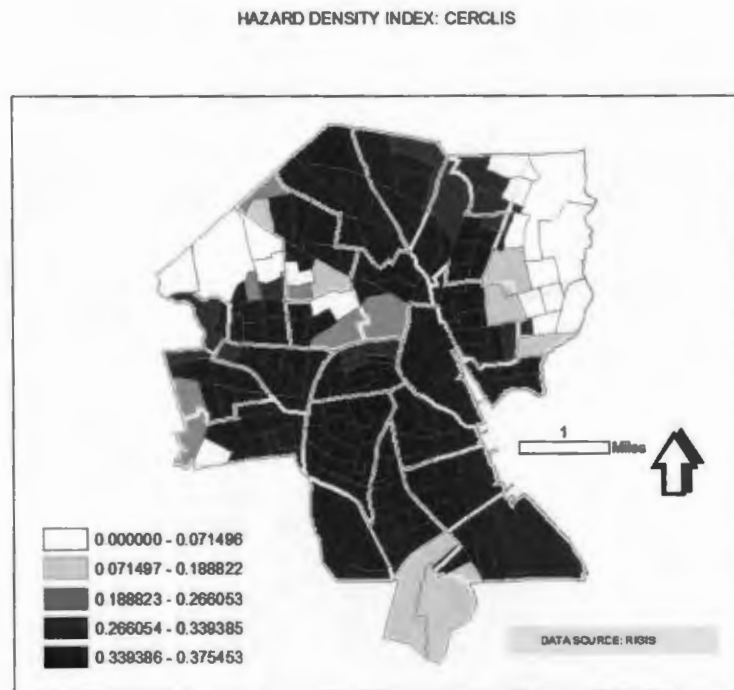 HAZARD DENSITY INDEX: CERCLIS
1
Miles
0.000000 - 0.071496
0.071497 - 0.188822
0.188823 - 0.266053
0.266054 - 0.339385
0.339386 - 0.375453
DATA SOURCE: RIGIS